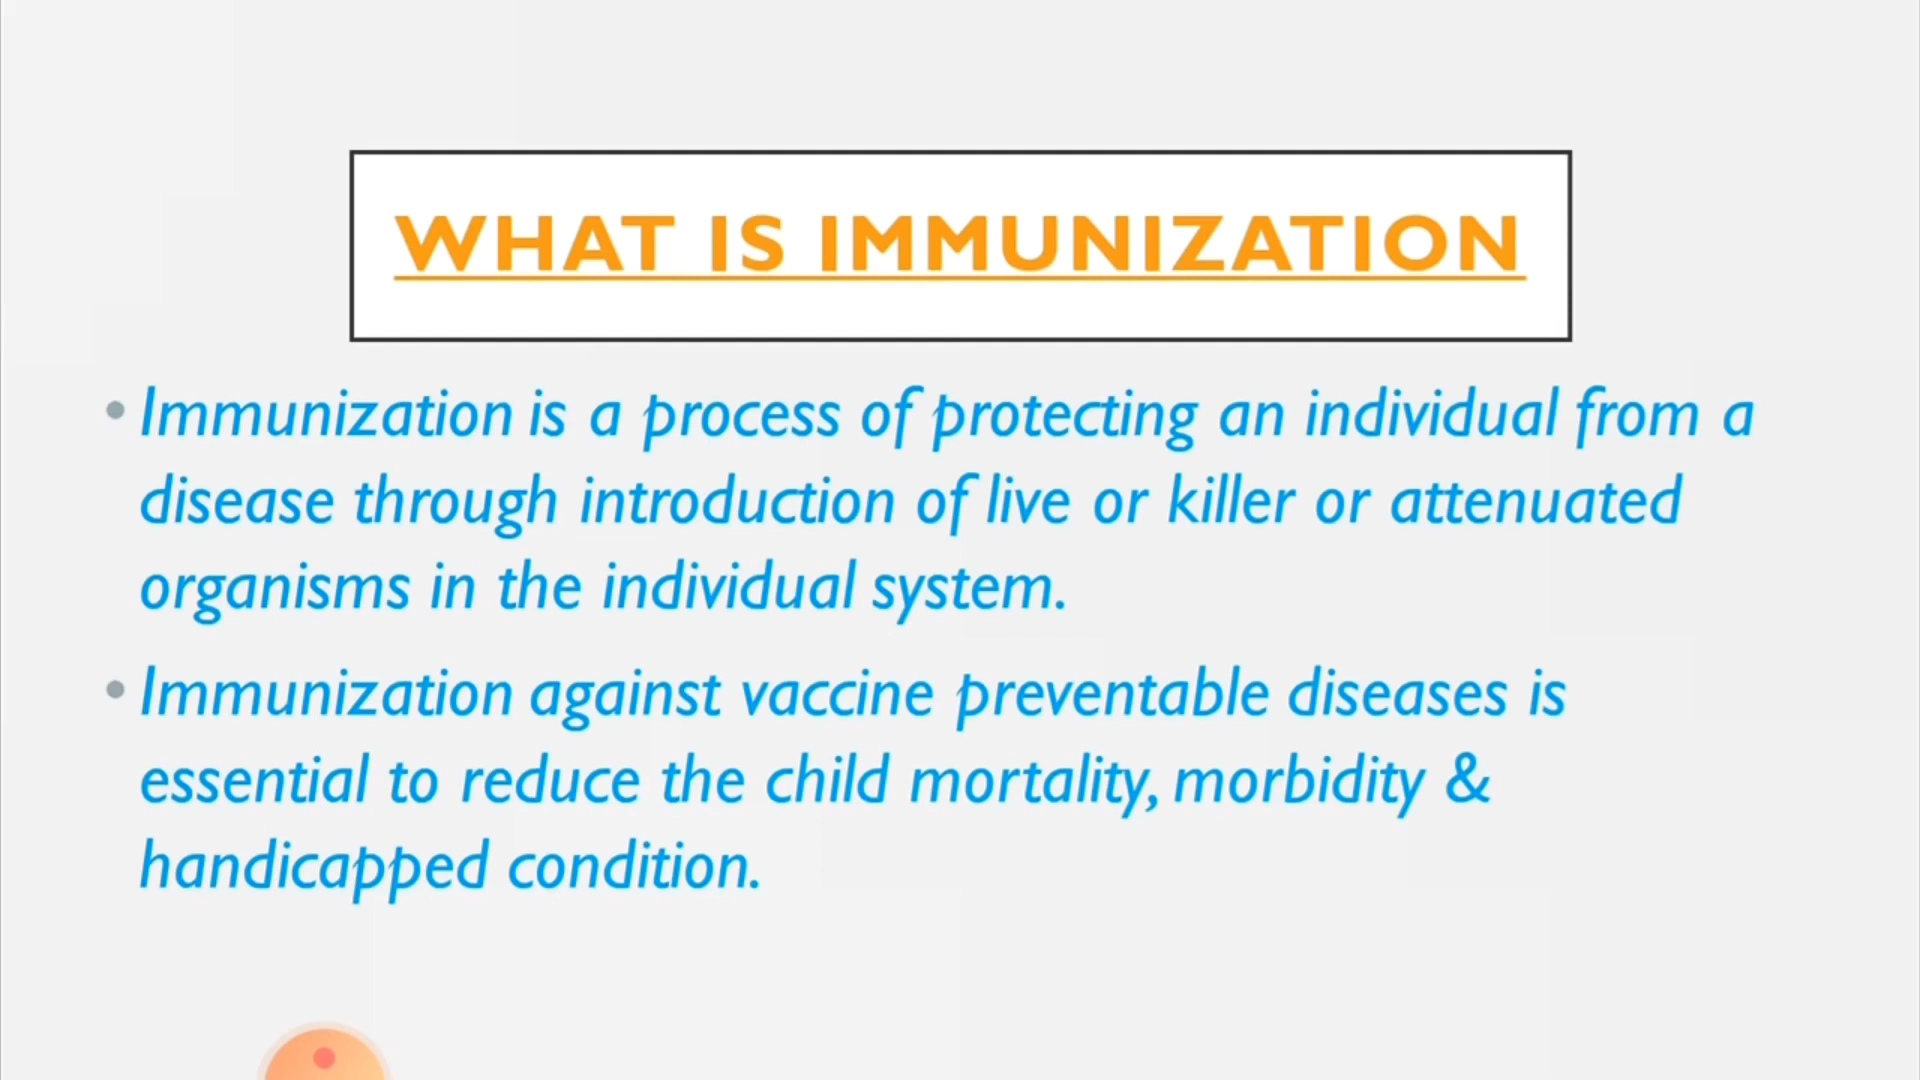 WHAT IS IMMUNIZATION
• Immunization is a process of protecting an individual from a
disease through introduction of live or killer or attenuated
organisms in the individual system.
• Immunization against vaccine preventable diseases is
essential to reduce the child mortality, morbidity &
handicapped condition.